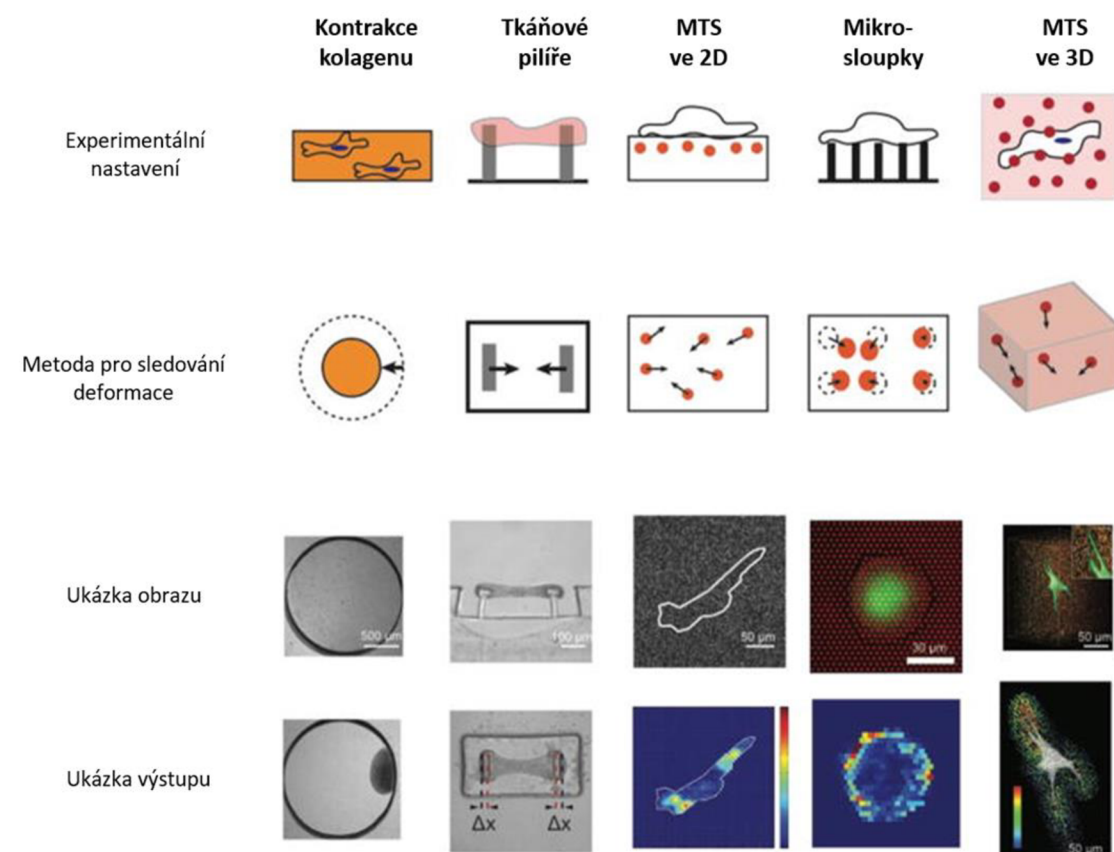 Kontrakce
kolagenu
Tkáňové
pilíře
MTS
ve 2D
Mikro-
sloupky
MTS
ve 3D
Experimentální
nastavení
Metoda pro sledování
deformace
Ukázka obrazu
500 µm
100 µm
50 µm
30 µm
50 µm
Ukázka výstupu
Δx
Δx
50 µm